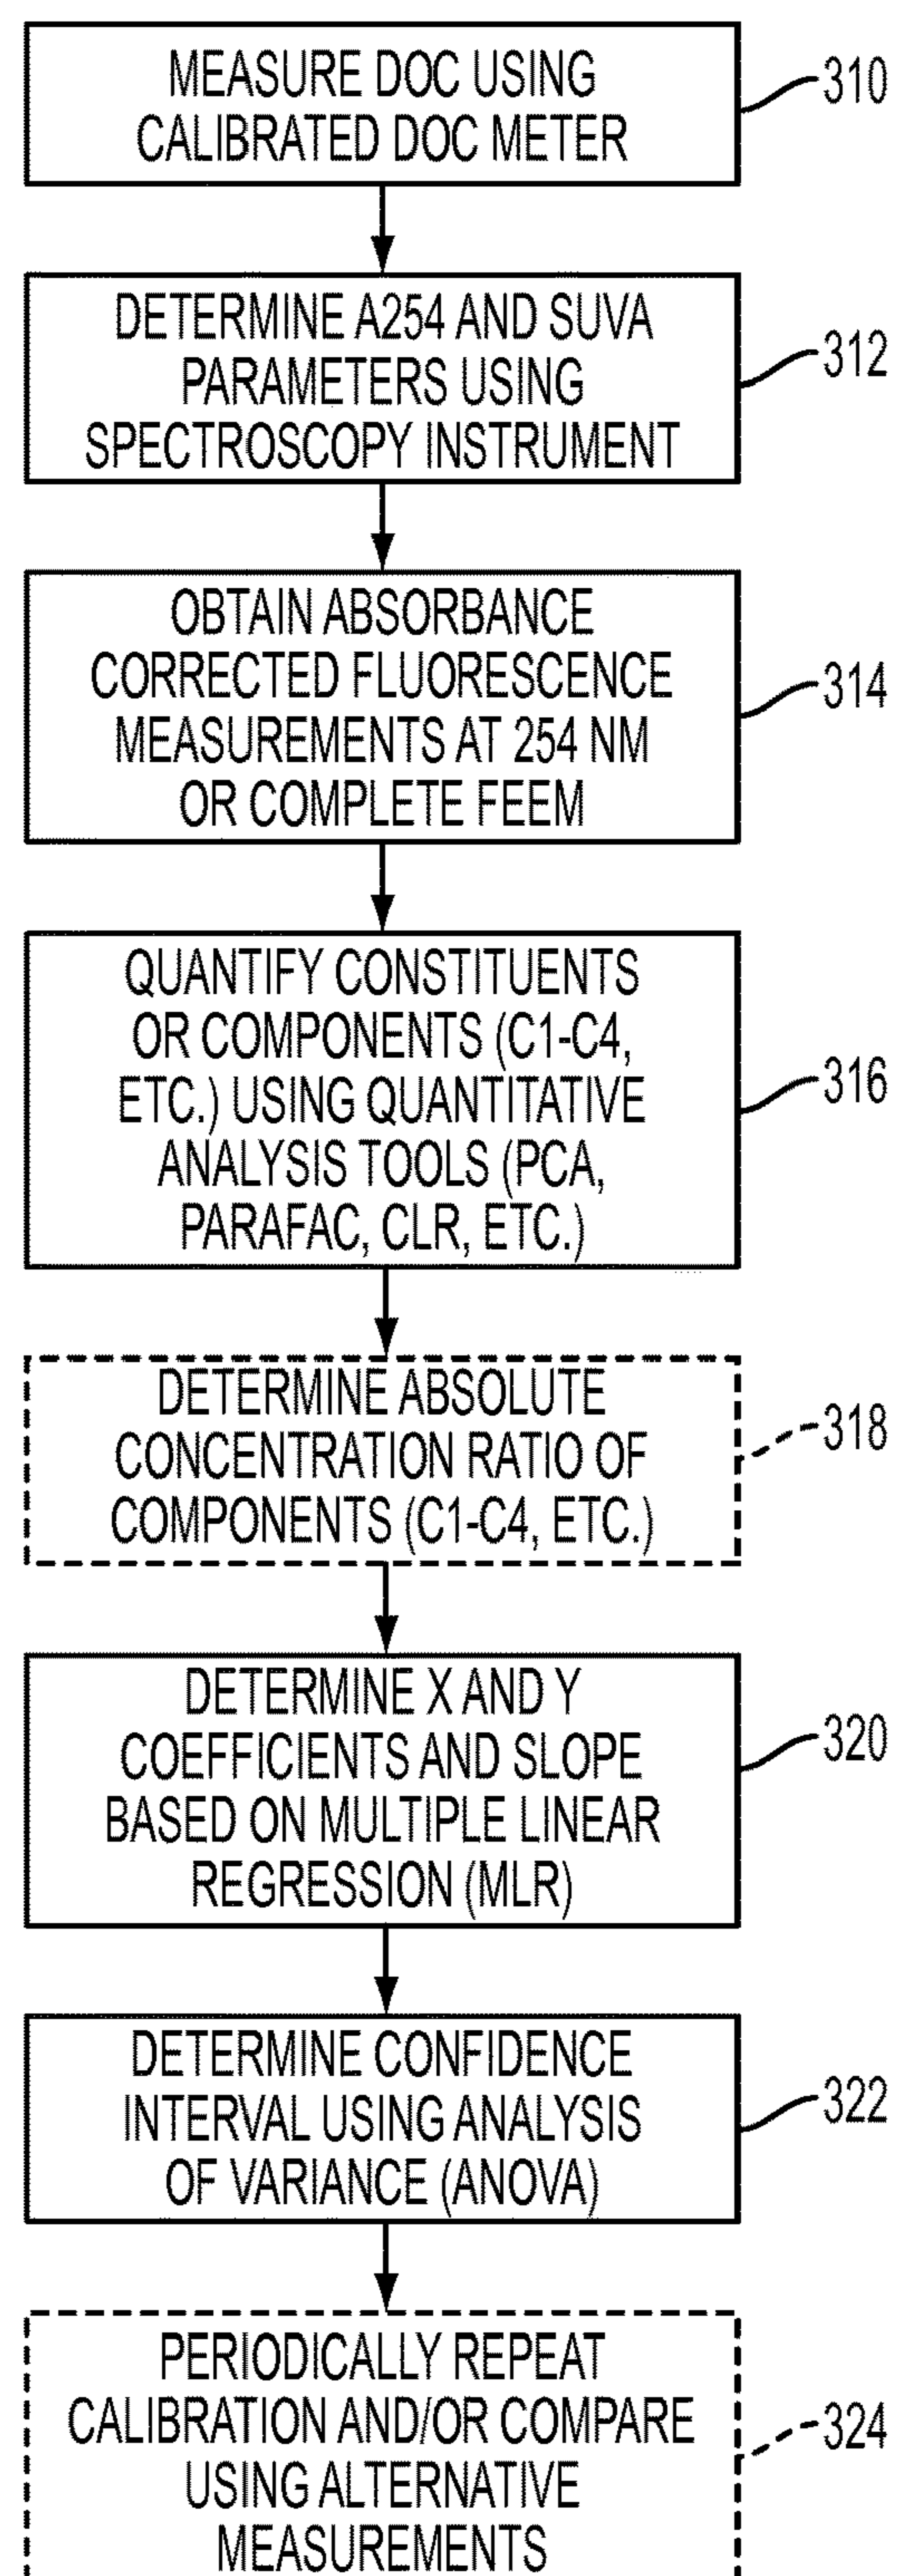 MEASURE DOC USING
CALIBRATED DOC METER
310
DETERMINE A254 AND SUVA
PARAMETERS USING
SPECTROSCOPY INSTRUMENT
312
OBTAIN ABSORBANCE
CORRECTED FLUORESCENCE
MEASUREMENTS AT 254 NM
OR COMPLETE FEEM
314
QUANTIFY CONSTITUENTS
OR COMPONENTS (C1-C4,
ETC.) USING QUANTITATIVE
ANALYSIS TOOLS (PCA,
PARAFAC, CLR, ETC.)
316
DETERMINE ABSOLUTE
CONCENTRATION RATIO OF
COMPONENTS (C1-C4, ETC.)
318
DETERMINE X AND Y
COEFFICIENTS AND SLOPE
BASED ON MULTIPLE LINEAR
REGRESSION (MLR)
320
DETERMINE CONFIDENCE
INTERVAL USING ANALYSIS
OF VARIANCE (ANOVA)
322
PERIODICALLY REPEAT
CALIBRATION AND/OR COMPARE
USING ALTERNATIVE
MEASUREMENTS
324